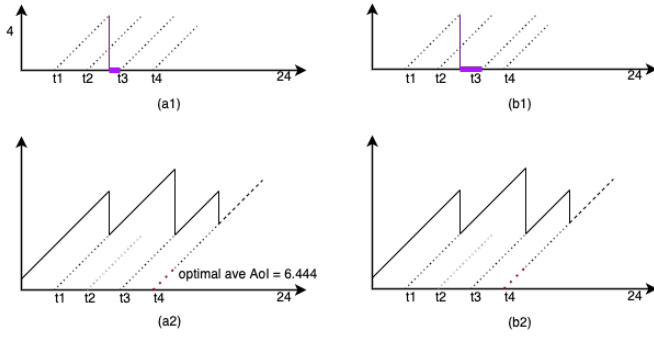 4
t1 t2 t3 t4 24
(a1)
t1 t2 t3 t4 24
(b1)
optimal ave AoI = 6.444
t1 t2 t3 t4 24
(a2)
t1 t2 t3 t4 24
(b2)